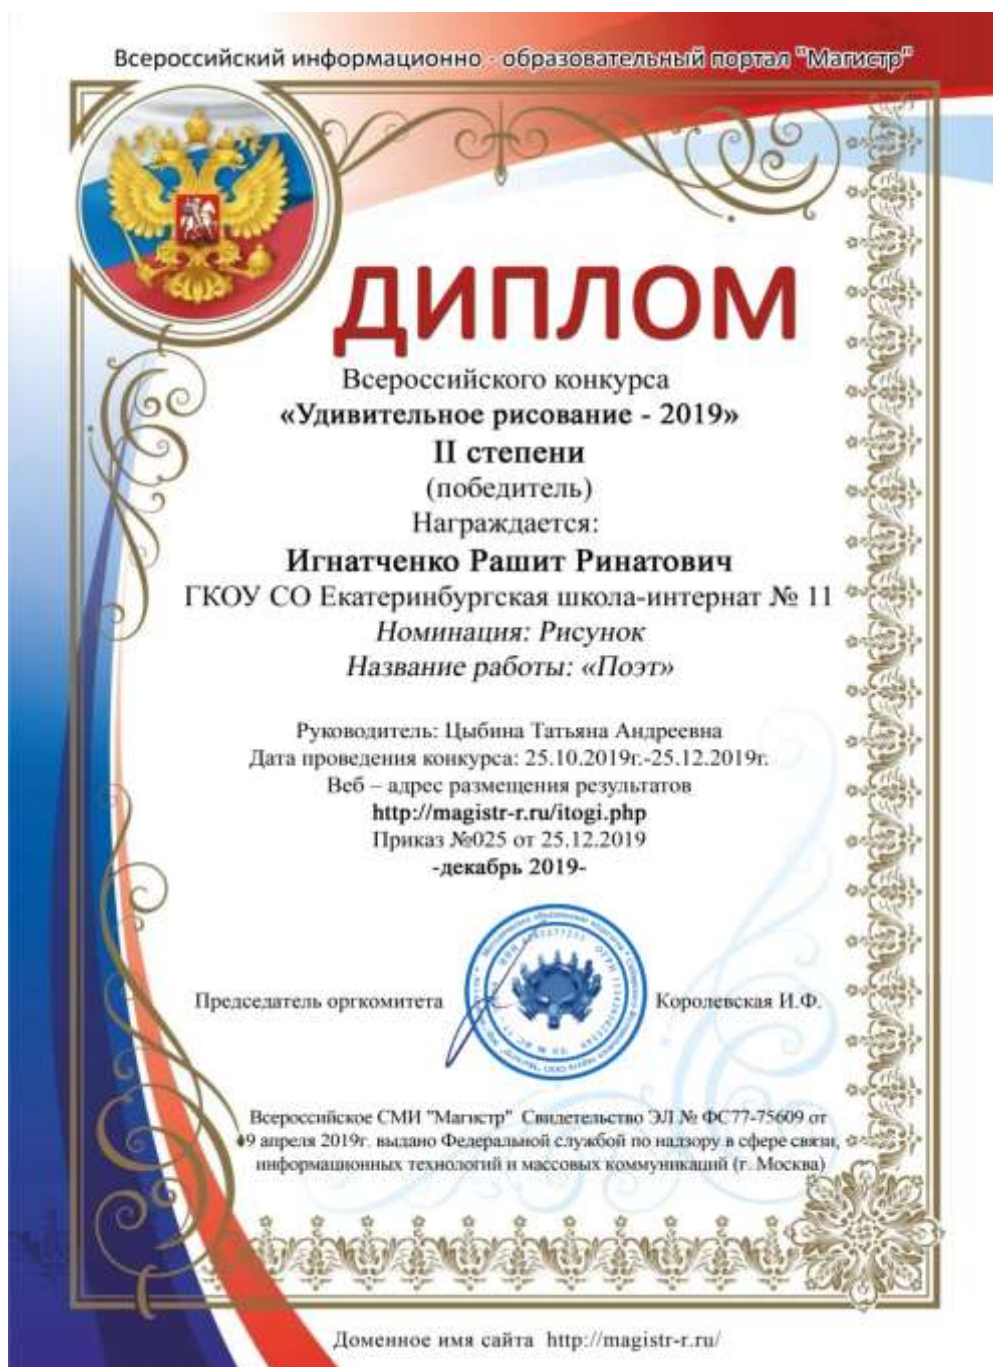 Всероссийский информационно - образовательный портал "Магистр"
ДИПЛОМ
Всероссийского конкурса
«Удивительное рисование - 2019»
II степени
(победитель)
Награждается:
Игнатченко Рашит Ринатович
ГКОУ СО Екатеринбургская школа-интернат № 11
Номинация: Рисунок
Название работы: «Поэт»
Руководитель: Цыбина Татьяна Андреевна
Дата проведения конкурса: 25.10.2019г.-25.12.2019г.
Веб – адрес размещения результатов
http://magistr-r.ru/itogi.php
Приказ №025 от 25.12.2019
-декабрь 2019-
Председатель оргкомитета
Королевская И.Ф.
Всероссийское СМИ "Магистр" Свидетельство ЭЛ № ФС77-75609 от
19 апреля 2019г. выдано Федеральной службой по надзору в сфере связи,
информационных технологий и массовых коммуникаций (г. Москва)
Доменное имя сайта http://magistr-r.ru/